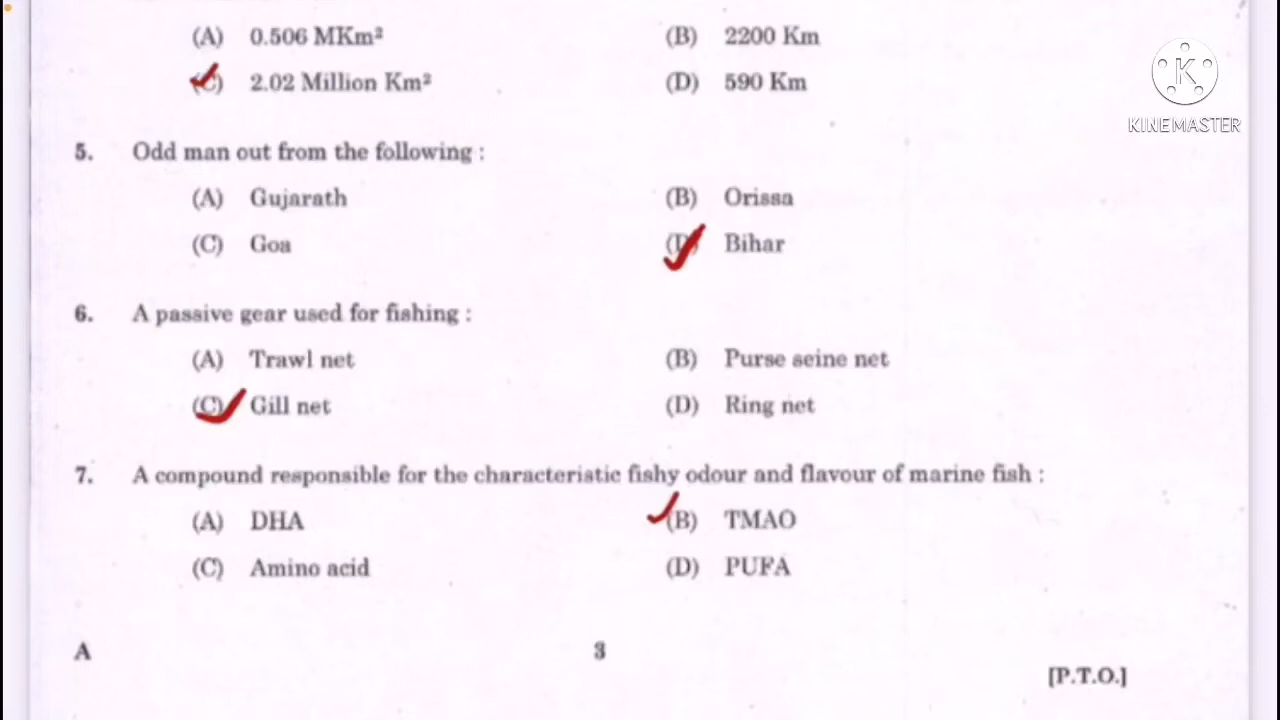 (A) 0.506 MKm² (B) 2200 Km
(C) 2.02 Million Km² (D) 590 Km
5. Odd man out from the following :
(A) Gujarath (B) Orissa
(C) Goa (D) Bihar
6. A passive gear used for fishing :
(A) Trawl net (B) Purse seine net
(C) Gill net (D) Ring net
7. A compound responsible for the characteristic fishy odour and flavour of marine fish :
(A) DHA (B) TMAO
(C) Amino acid (D) PUFA
A 3
[P.T.O.]
K
KINEMASTER